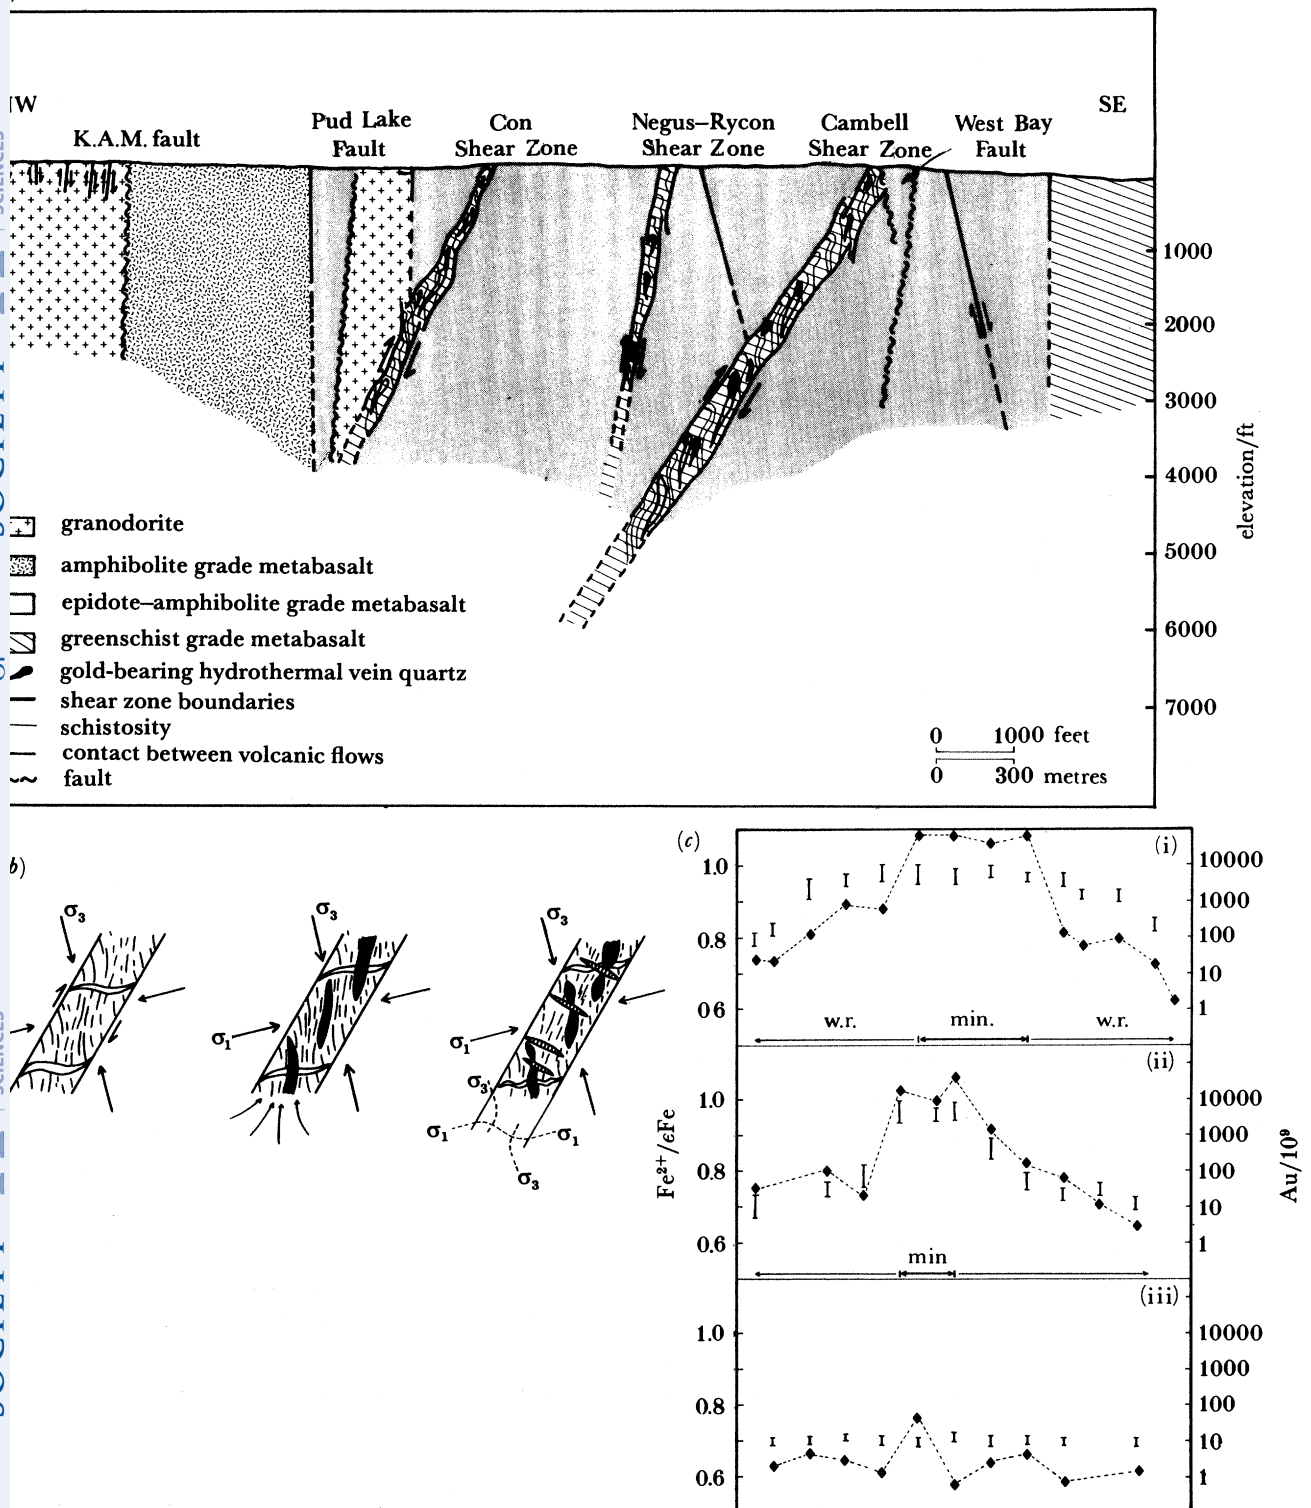 SE
K.A.M. fault
Pud Lake
Fault
Con
Shear Zone
Negus–Rycon
Shear Zone
Cambell
Shear Zone
West Bay
Fault
1000
2000
3000
4000
5000
6000
7000
elevation/ft
granodorite
amphibolite grade metabasalt
epidote–amphibolite grade metabasalt
greenschist grade metabasalt
gold-bearing hydrothermal vein quartz
shear zone boundaries
schistosity
contact between volcanic flows
fault
0 1000 feet
0 300 metres
b)
σ3
σ3
σ1
σ3
σ1
σ3
σ1
σ1
σ3
(c)
(i)
1.0
0.8
0.6
10000
1000
100
10
1
w.r.
min.
w.r.
(ii)
1.0
0.8
0.6
10000
1000
100
10
1
min
Fe2+/ϵFe
Au/10⁹
(iii)
1.0
0.8
0.6
10000
1000
100
10
1
SCIENCES
SOCIETY
OF
SCIENCES
SOCIETY